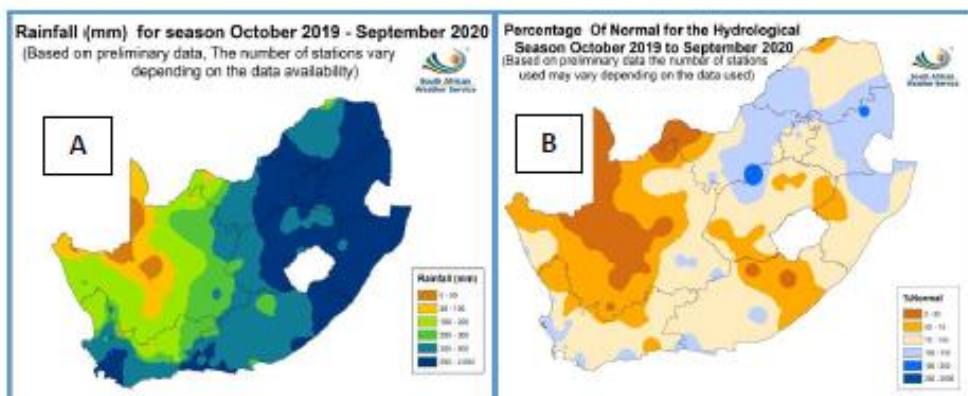 Rainfall (mm) for season October 2019 - September 2020
(Based on preliminary data, The number of stations vary
depending on the data availability)
South African
Weather Service
A
Rainfall (mm)
Percentage Of Normal for the Hydrological
Season October 2019 to September 2020
(Based on preliminary data the number of stations
used may vary depending on the data used)
South African
Weather Service
B
%Normal